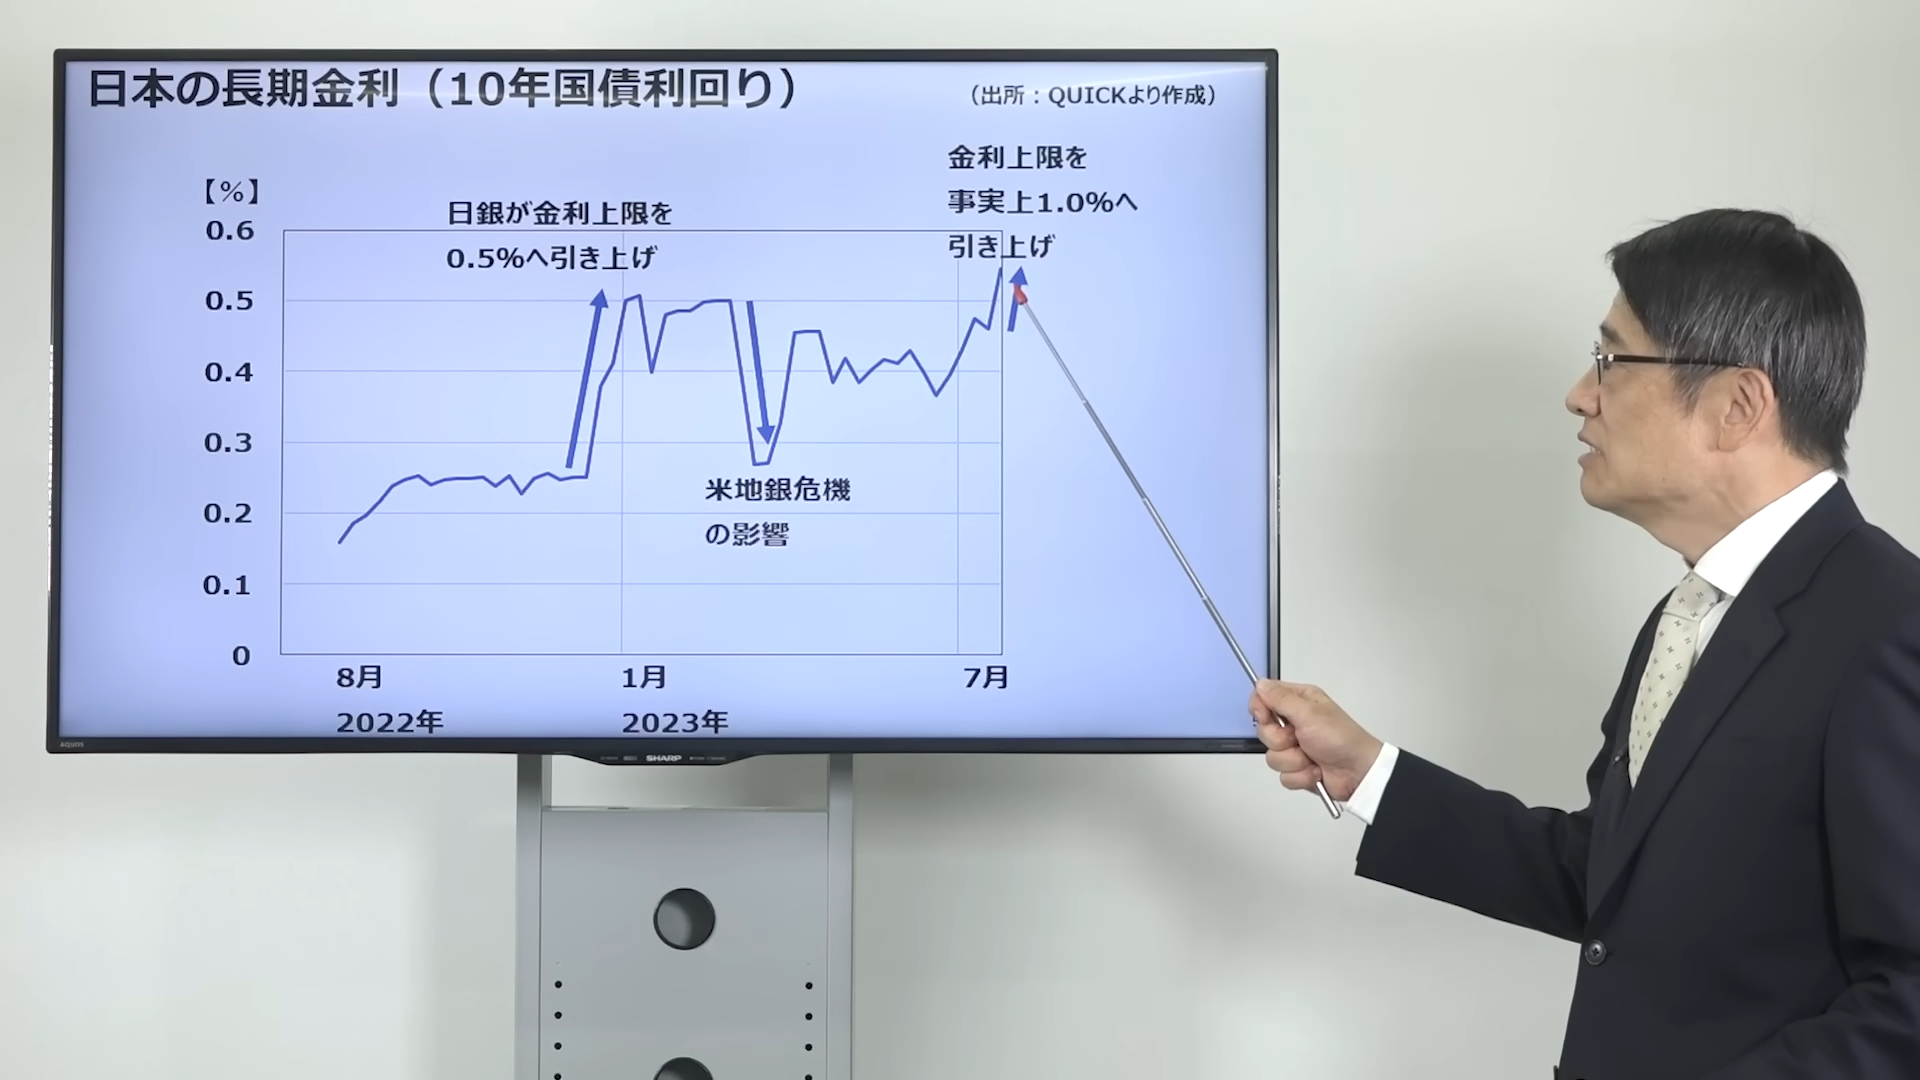 日本の長期金利（10年国債利回り）
（出所：QUICKより作成）
金利上限を
事実上1.0%へ
引き上げ
【%】
日銀が金利上限を
0.5%へ引き上げ
0.6
0.5
0.4
0.3
0.2
0.1
0
米地銀危機
の影響
8月
1月
7月
2022年
2023年
AQUOS
SHARP